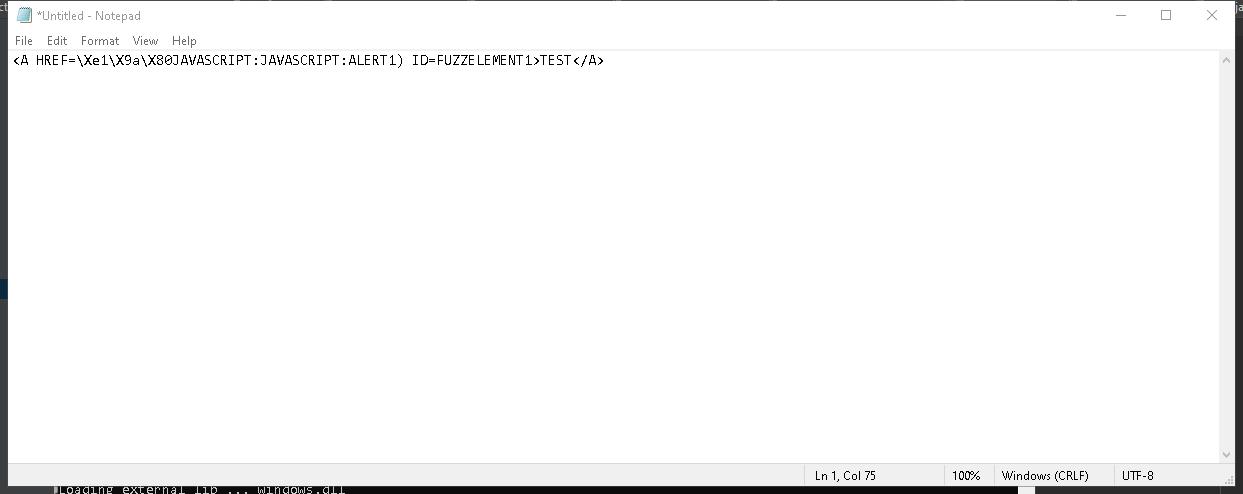 *Untitled - Notepad
File Edit Format View Help
<A HREF=\Xe1\X9a\X80JAVASCRIPT:JAVASCRIPT:ALERT1) ID=FUZZELEMENT1>TEST</A>
Ln 1, Col 75 100% Windows (CRLF) UTF-8
Loading external lib ... windows.dll